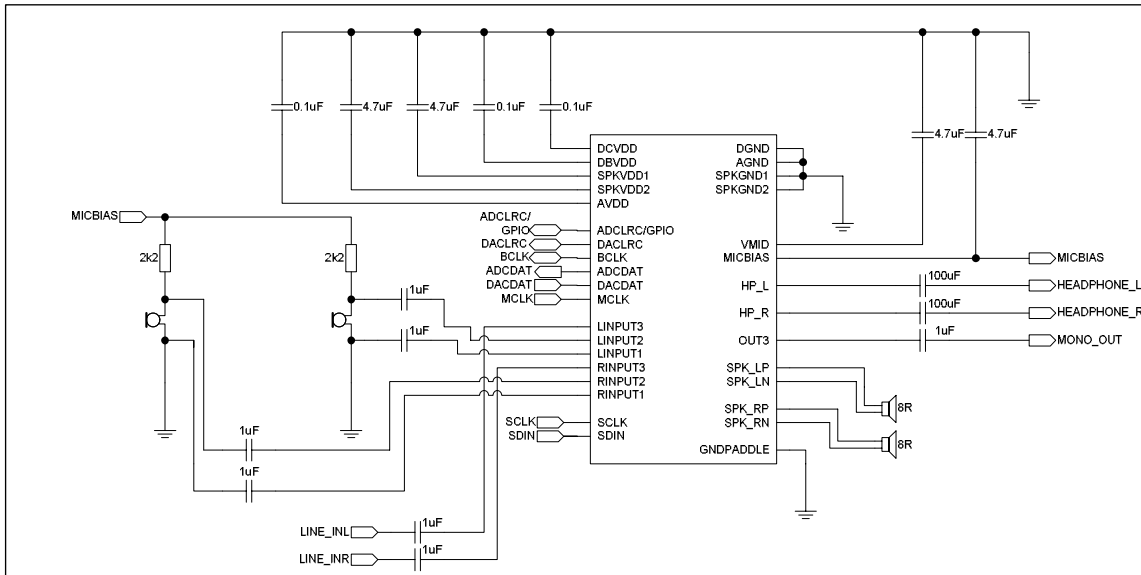 0.1uF 4.7uF 4.7uF 0.1uF 0.1uF
4.7uF 4.7uF
DCVDD DGND
DBVDD AGND
SPKVDD1 SPKGND1
SPKVDD2 SPKGND2
AVDD
MICBIAS
ADCLRC/
GPIO ADCLRC/GPIO
DACLRC DACLRC VMID
BCLK BCLK MICBIAS MICBIAS
2k2 2k2
ADCDAT ADCDAT
DACDAT DACDAT HP_L 100uF HEADPHONE_L
MCLK MCLK
1uF
HP_R 100uF HEADPHONE_R
LINPUT3
1uF
LINPUT2 OUT3 1uF MONO_OUT
LINPUT1
RINPUT3 SPK_LP
RINPUT2 SPK_LN
RINPUT1
8R
SPK_RP
SCLK SCLK SPK_RN
SDIN SDIN
1uF
8R
GNDPADDLE
1uF
LINE_INL 1uF
LINE_INR 1uF